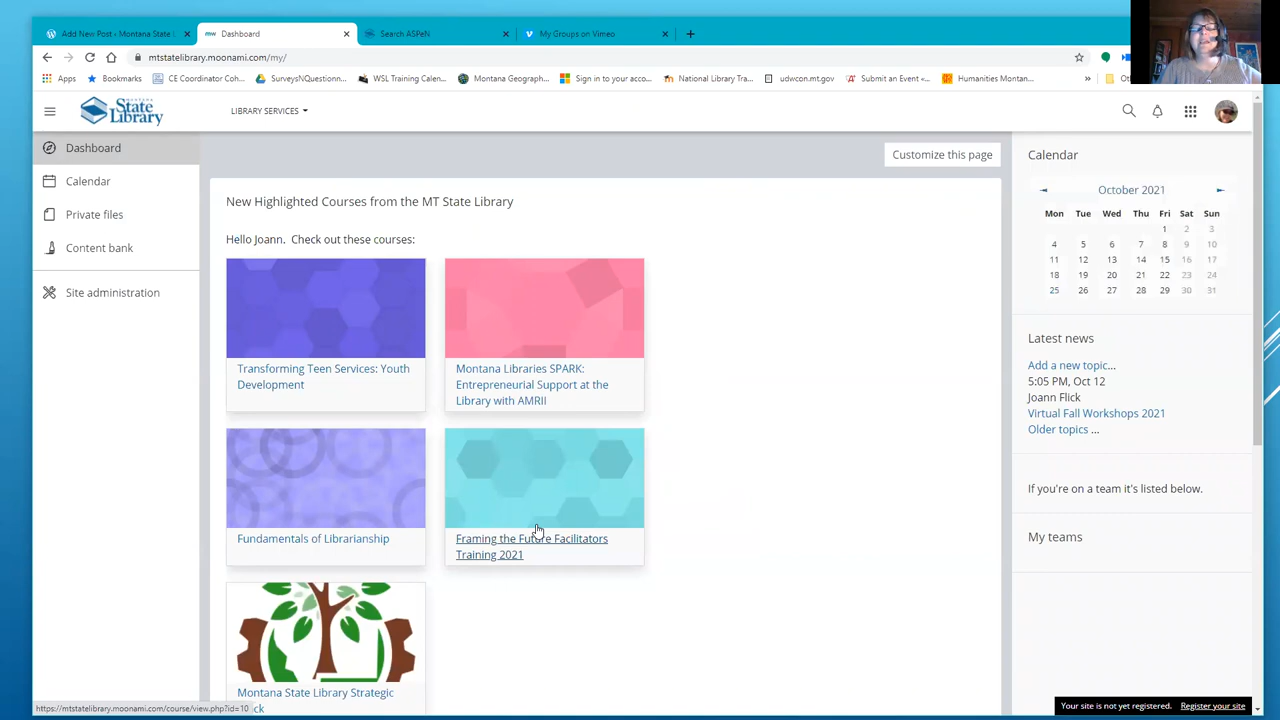 Add New Post ‹ Montana State L
Dashboard
Search ASPeN
My Groups on Vimeo
mtstatelibrary.moonami.com/my/
Apps
Bookmarks
CE Coordinator Coh...
SurveysNQuestionn...
WSL Training Calen...
Montana Geograph...
Sign in to your acco...
National Library Tra...
udwcon.mt.gov
Submit an Event «...
Humanities Montan...
MONTANA
State
Library
LIBRARY SERVICES
Dashboard
Calendar
Private files
Content bank
Site administration
Customize this page
New Highlighted Courses from the MT State Library
Hello Joann. Check out these courses:
Transforming Teen Services: Youth
Development
Montana Libraries SPARK:
Entrepreneurial Support at the
Library with AMRII
Fundamentals of Librarianship
Framing the Future Facilitators
Training 2021
Montana State Library Strategic
ck
Calendar
◄ October 2021 ►
Mon Tue Wed Thu Fri Sat Sun
1 2 3
4 5 6 7 8 9 10
11 12 13 14 15 16 17
18 19 20 21 22 23 24
25 26 27 28 29 30 31
Latest news
Add a new topic...
5:05 PM, Oct 12
Joann Flick
Virtual Fall Workshops 2021
Older topics ...
If you're on a team it's listed below.
My teams
https://mtstatelibrary.moonami.com/course/view.php?id=10
Your site is not yet registered. Register your site